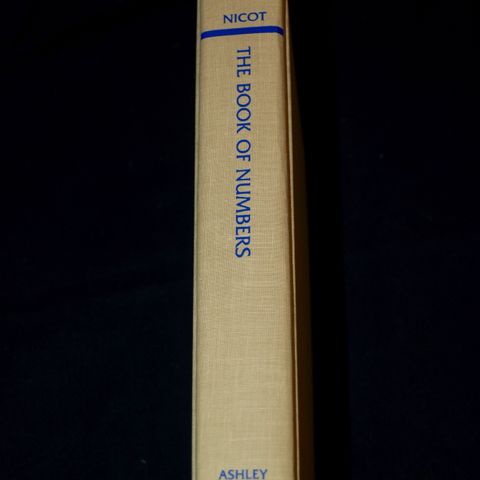 NICOT
THE BOOK OF NUMBERS
ASHLEY